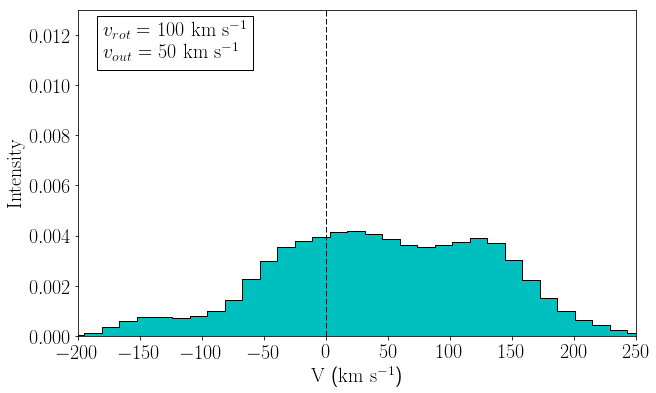 v_rot = 100 km s⁻¹
v_out = 50 km s⁻¹
0.012
0.010
0.008
0.006
0.004
0.002
0.000
Intensity
−200 −150 −100 −50 0 50 100 150 200 250
V (km s⁻¹)